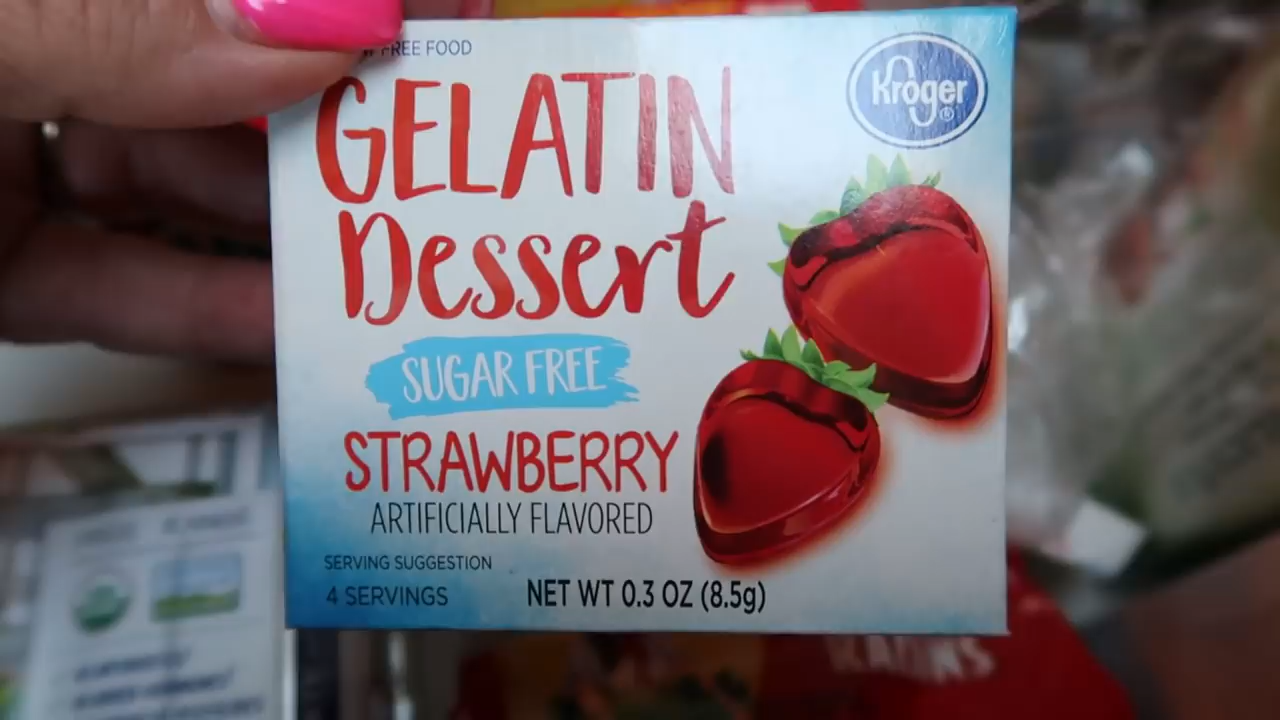 FREE FOOD
Kroger
GELATIN
Dessert
SUGAR FREE
STRAWBERRY
ARTIFICIALLY FLAVORED
SERVING SUGGESTION
4 SERVINGS
NET WT 0.3 OZ (8.5g)